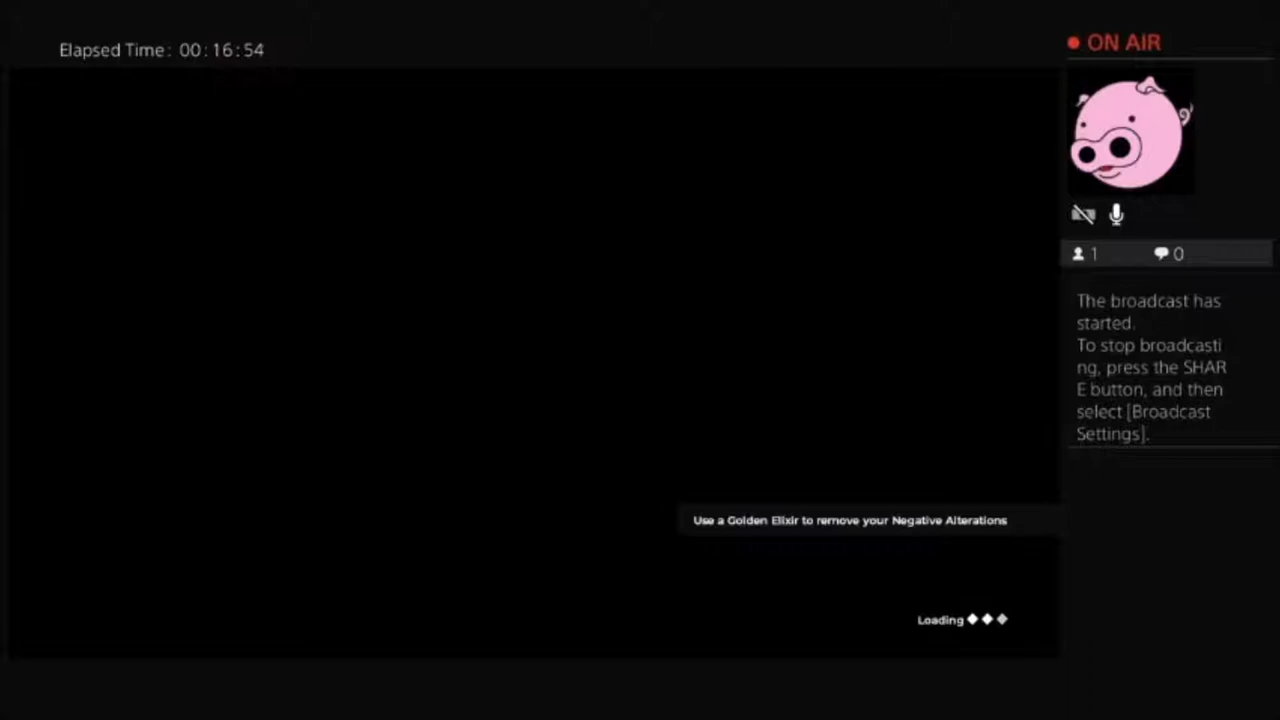 Elapsed Time: 00:16:54
ON AIR
1 0
The broadcast has
started.
To stop broadcasti
ng, press the SHAR
E button, and then
select [Broadcast
Settings].
Use a Golden Elixir to remove your Negative Alterations
Loading